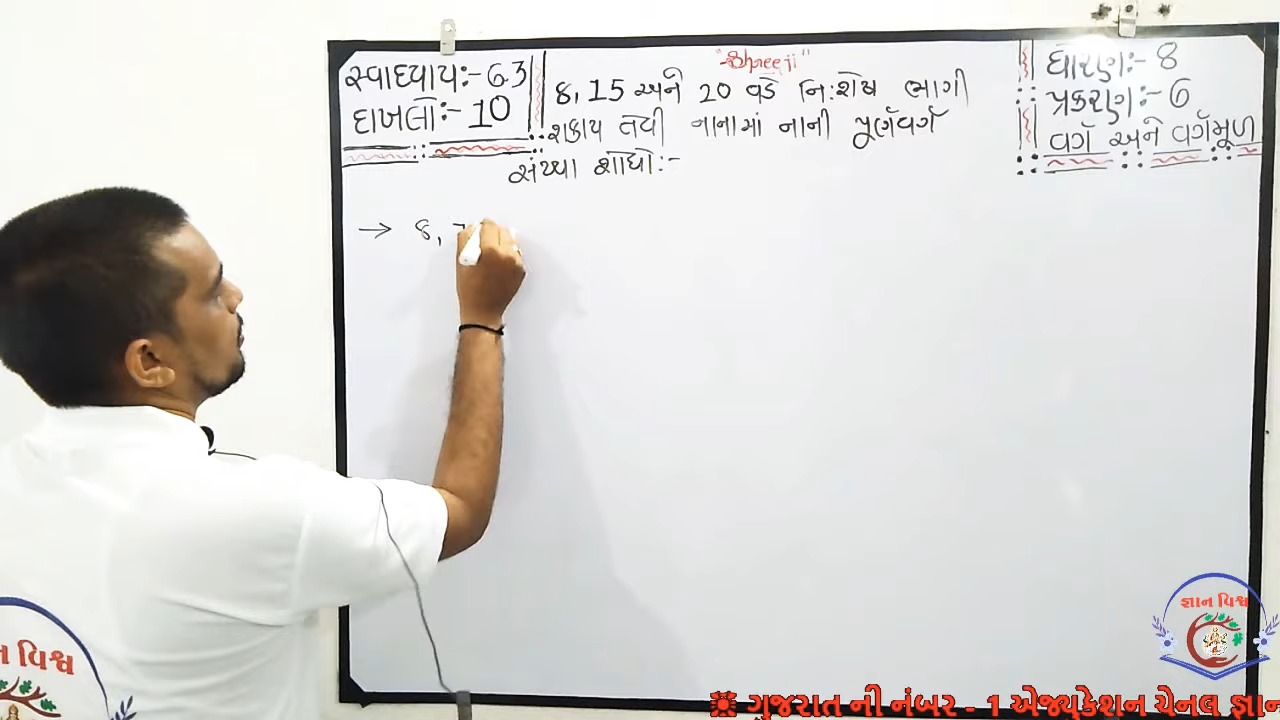 "Shreeji"
સ્વાધ્યાય:- 6.3
દાખલો:- 10
8, 15 અને 20 વડે નિ:શેષ ભાગી
શકાય તેવી નાનામાં નાની પૂર્ણવર્ગ
સંખ્યા શોધો:-
ધોરણ:- 8
પ્રકરણ:- 6
વર્ગ અને વર્ગમૂળ
→ 8,
જ્ઞાન વિશ્વ
ન વિશ્વ
ગુજરાત ની નંબર - 1 એજ્યુકેશન ચેનલ જ્ઞાન